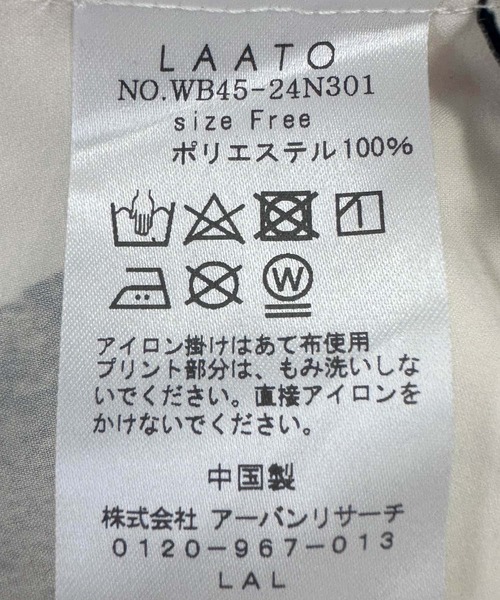 LAATO
NO.WB45-24N301
size Free
ポリエステル100%
W
アイロン掛けはあて布使用
プリント部分は、もみ洗いしな
いでください。直接アイロンを
かけないでください。
中国製
株式会社 アーバンリサーチ
0120-967-013
LAL